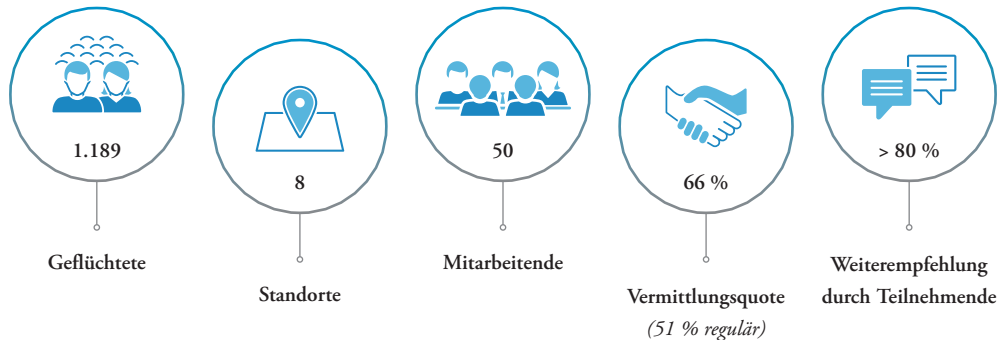 1.189
Geflüchtete
8
Standorte
50
Mitarbeitende
66 %
Vermittlungsquote
(51 % regulär)
> 80 %
Weiterempfehlung
durch Teilnehmende